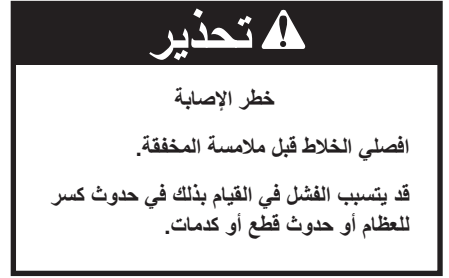 تحذير
خطر الإصابة
افصلي الخلاط قبل ملامسة المخفقة.
قد يتسبب الفشل في القيام بذلك في حدوث كسر
للعظام أو حدوث قطع أو كدمات.